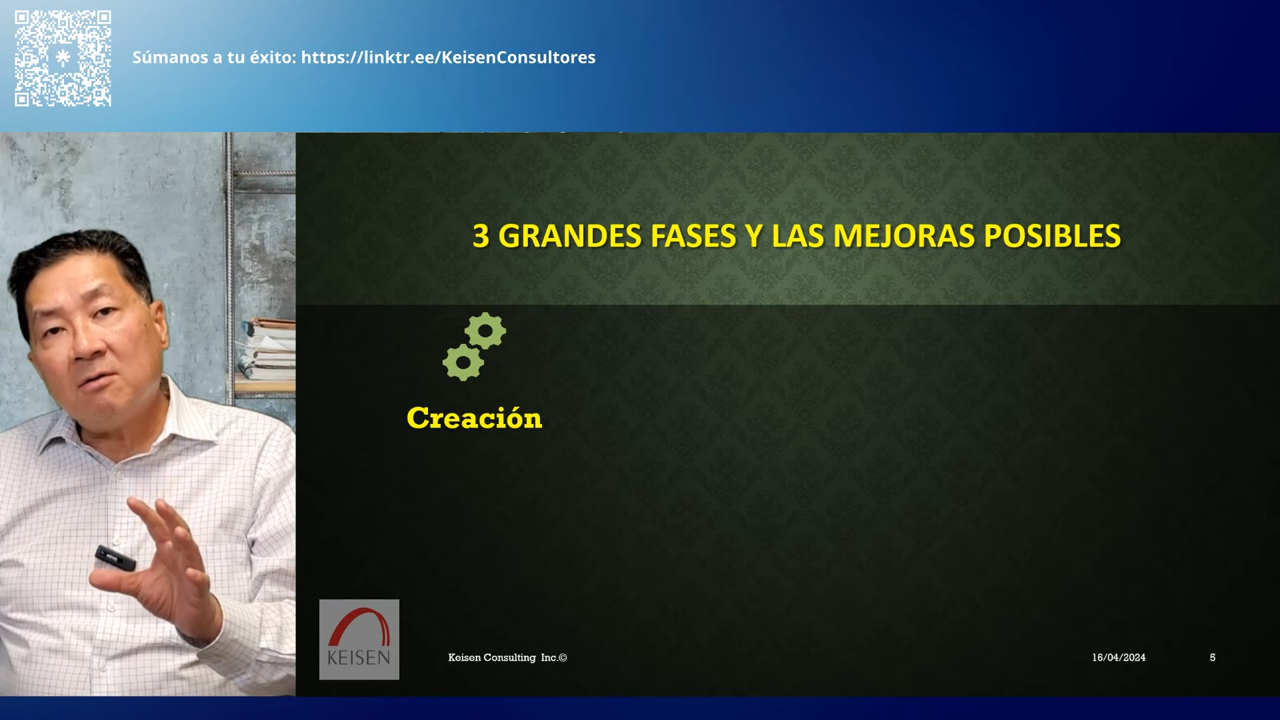 Súmanos a tu éxito: https://linktr.ee/KeisenConsultores
3 GRANDES FASES Y LAS MEJORAS POSIBLES
Creación
KEISEN
Keisen Consulting Inc.©
16/04/2024
5